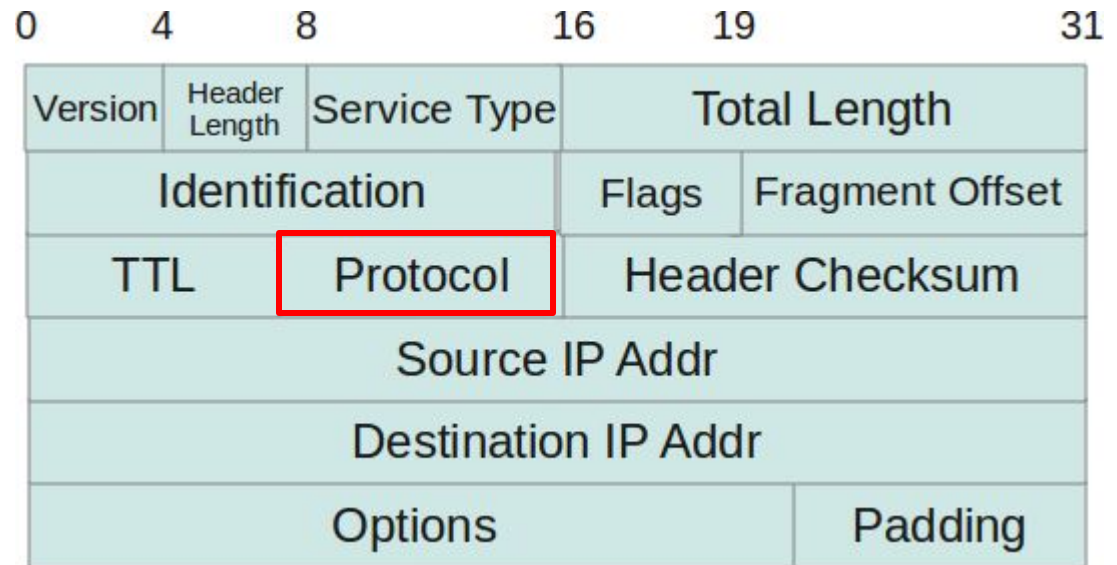 0 4 8 16 19 31
Version Header Length Service Type Total Length
Identification Flags Fragment Offset
TTL Protocol Header Checksum
Source IP Addr
Destination IP Addr
Options Padding